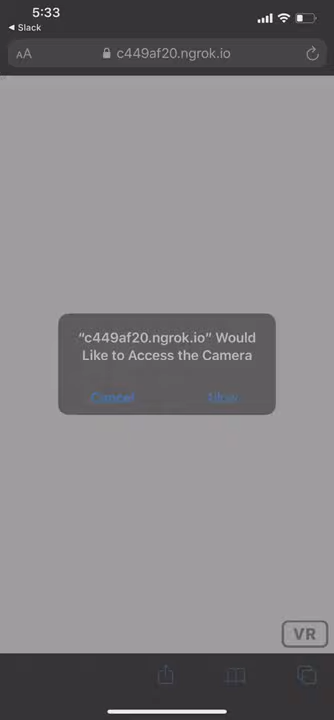 5:33
Slack
AA c449af20.ngrok.io
“c449af20.ngrok.io” Would
Like to Access the Camera
Cancel Allow
VR